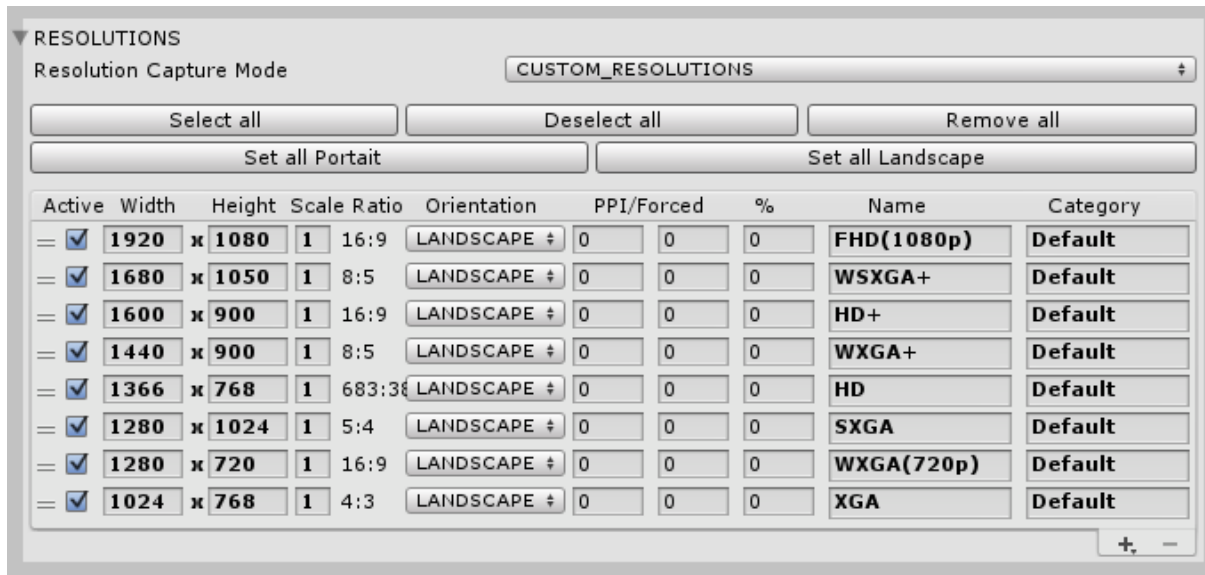 RESOLUTIONS
Resolution Capture Mode CUSTOM_RESOLUTIONS
Select all Deselect all Remove all
Set all Portait Set all Landscape
Active Width Height Scale Ratio Orientation PPI/Forced % Name Category
1920 x 1080 1 16:9 LANDSCAPE 0 0 0 FHD(1080p) Default
1680 x 1050 1 8:5 LANDSCAPE 0 0 0 WSXGA+ Default
1600 x 900 1 16:9 LANDSCAPE 0 0 0 HD+ Default
1440 x 900 1 8:5 LANDSCAPE 0 0 0 WXGA+ Default
1366 x 768 1 683:38 LANDSCAPE 0 0 0 HD Default
1280 x 1024 1 5:4 LANDSCAPE 0 0 0 SXGA Default
1280 x 720 1 16:9 LANDSCAPE 0 0 0 WXGA(720p) Default
1024 x 768 1 4:3 LANDSCAPE 0 0 0 XGA Default